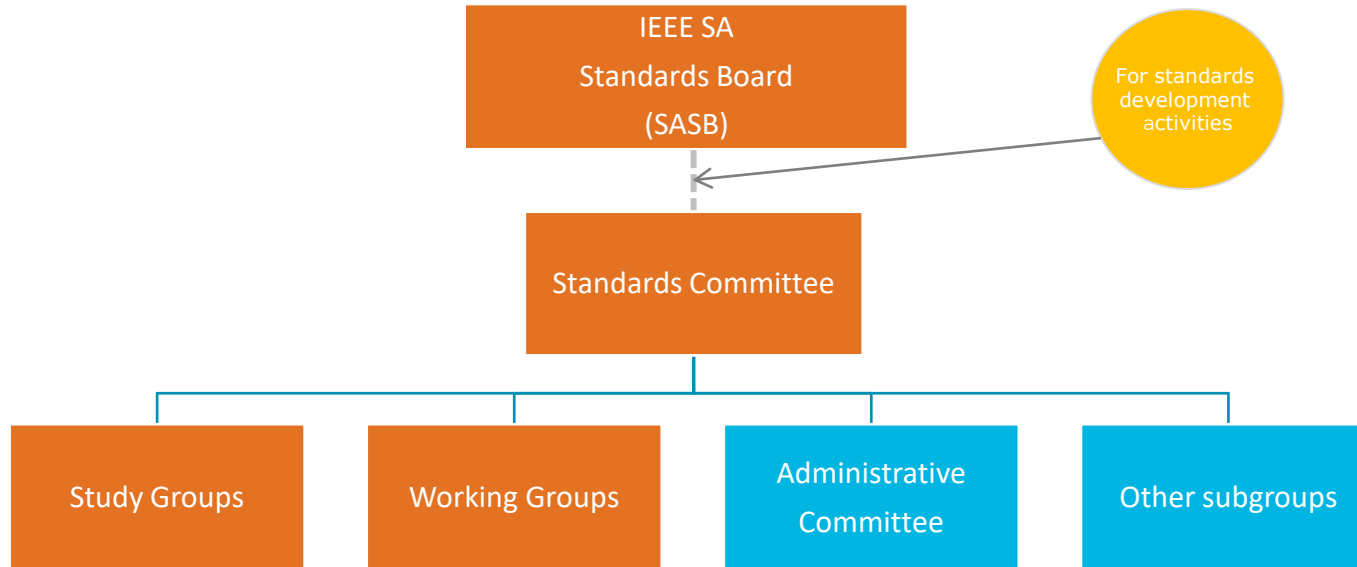 IEEE SA
Standards Board
(SASB)
For standards
development
activities
Standards Committee
Study Groups
Working Groups
Administrative
Committee
Other subgroups